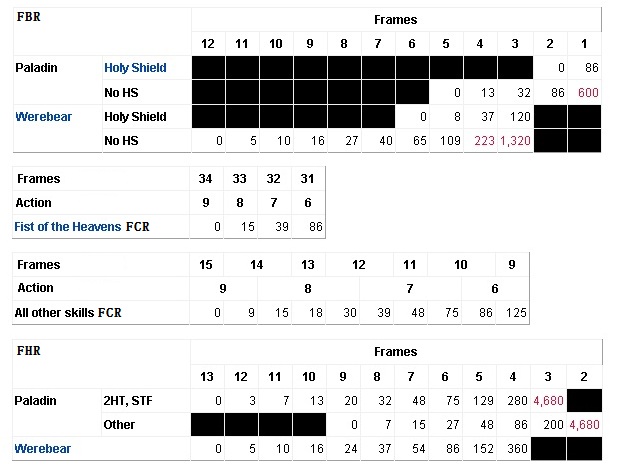 FBR Frames
12 11 10 9 8 7 6 5 4 3 2 1
Paladin Holy Shield 0 86
No HS 0 13 32 86 600
Werebear Holy Shield 0 8 37 120
No HS 0 5 10 16 27 40 65 109 223 1,320
Frames 34 33 32 31
Action 9 8 7 6
Fist of the Heavens FCR 0 15 39 86
Frames 15 14 13 12 11 10 9
Action 9 8 7 6
All other skills FCR 0 9 15 18 30 39 48 75 86 125
FHR Frames
13 12 11 10 9 8 7 6 5 4 3 2
Paladin 2HT, STF 0 3 7 13 20 32 48 75 129 280 4,680
Other 0 7 15 27 48 86 200 4,680
Werebear 0 5 10 16 24 37 54 86 152 360